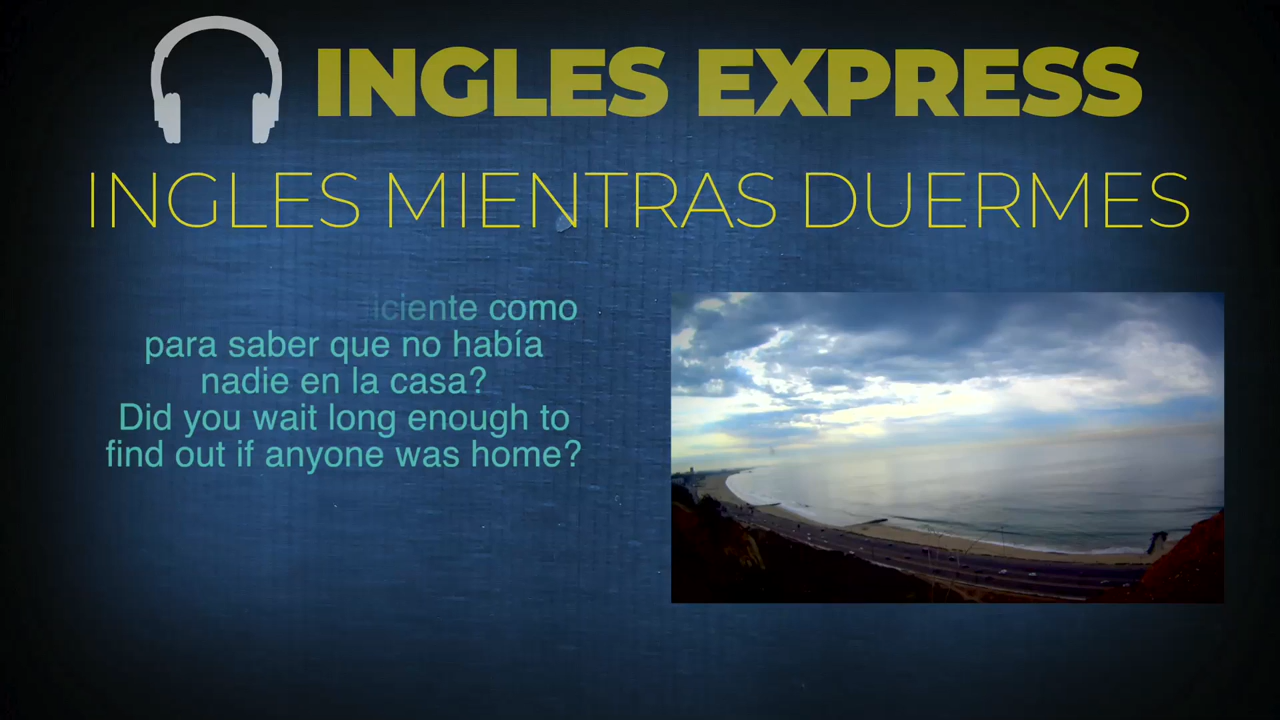 INGLES EXPRESS
INGLES MIENTRAS DUERMES
como
para saber que no había
nadie en la casa?
Did you wait long enough to
find out if anyone was home?